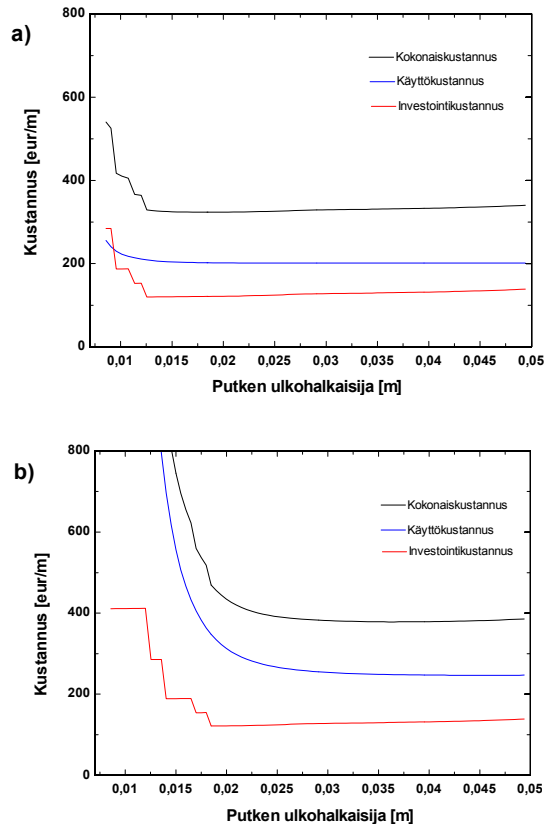 a)
800
600
400
200
0
Kustannus [eur/m]
Kokonaiskustannus
Käyttökustannus
Investointikustannus
0,01 0,015 0,02 0,025 0,03 0,035 0,04 0,045 0,05
Putken ulkohalkaisija [m]
b)
800
600
400
200
0
Kustannus [eur/m]
Kokonaiskustannus
Käyttökustannus
Investointikustannus
0,01 0,015 0,02 0,025 0,03 0,035 0,04 0,045 0,05
Putken ulkohalkaisija [m]